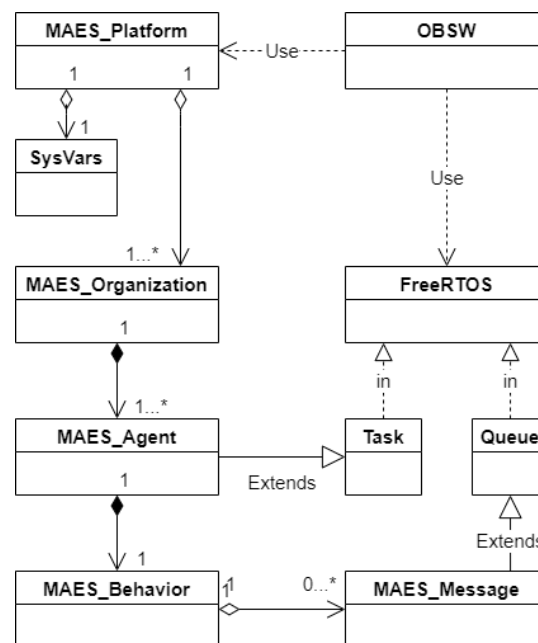 MAES_Platform
OBSW
Use
1
1
1
SysVars
Use
1...*
MAES_Organization
FreeRTOS
1
in
in
1...*
MAES_Agent
Task
Queue
1
Extends
Extends
1
MAES_Behavior
1
1
0...*
MAES_Message